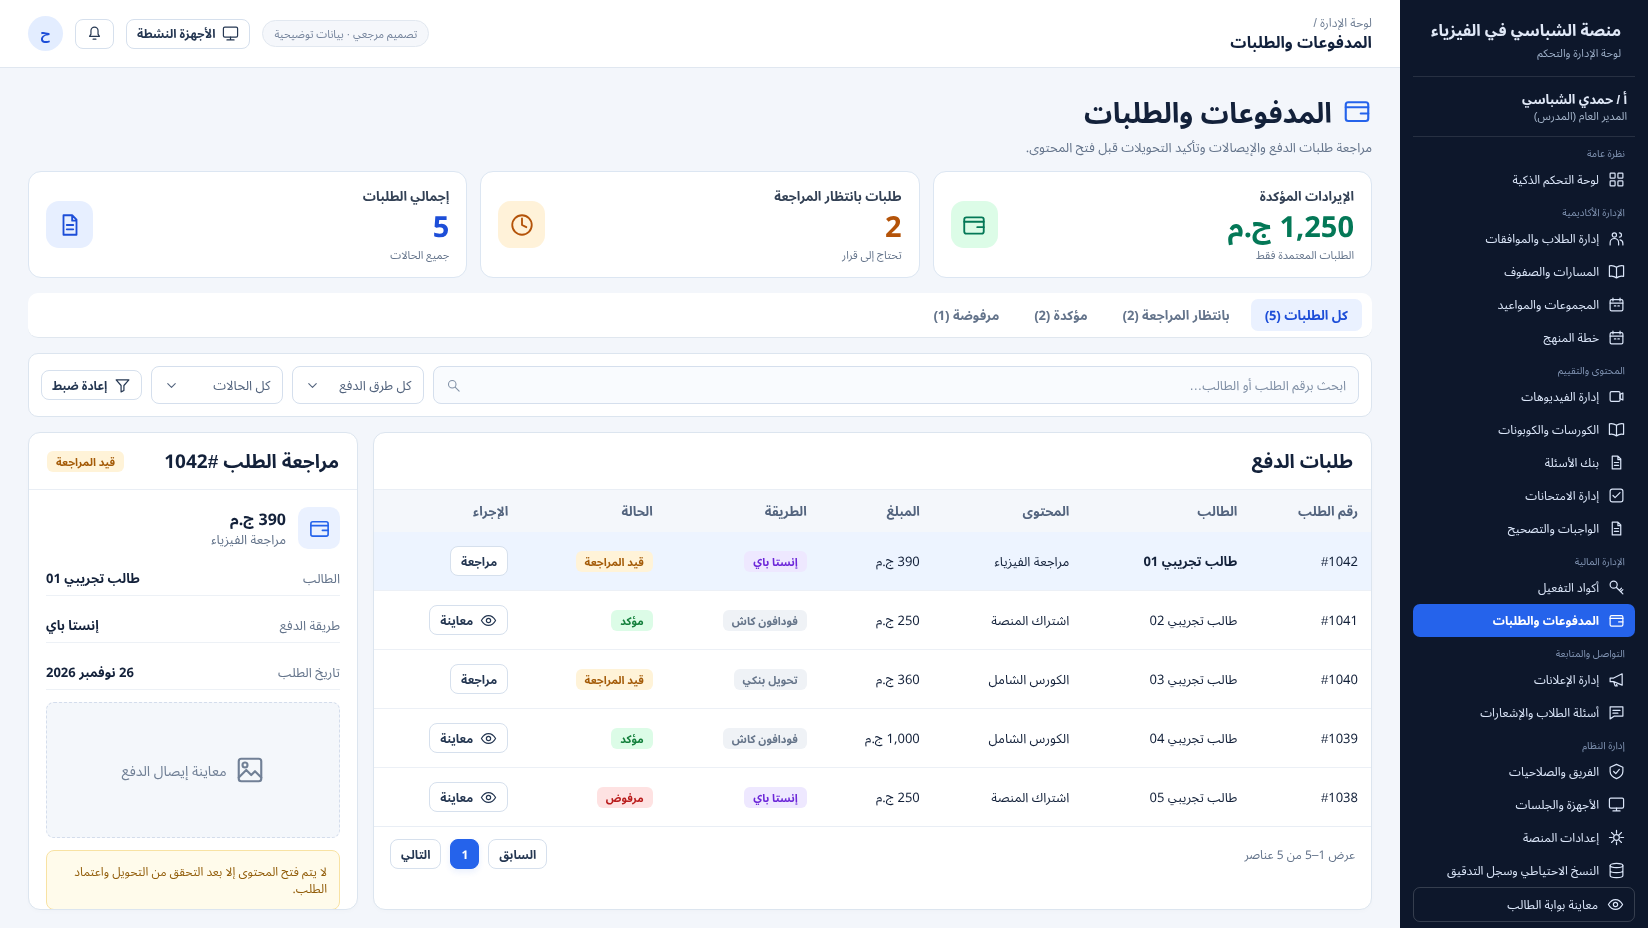 منصة الشباسي في الفيزياء
لوحة الإدارة والتحكم
أ / حمدي الشباسي
المدير العام (المدرس)
نظرة عامة
لوحة التحكم الذكية
الإدارة الأكاديمية
إدارة الطلاب والموافقات
المسارات والصفوف
المجموعات والمواعيد
خطة المنهج
المحتوى والتقييم
إدارة الفيديوهات
الكورسات والكوبونات
بنك الأسئلة
إدارة الامتحانات
الواجبات والتصحيح
الإدارة المالية
أكواد التفعيل
المدفوعات والطلبات
التواصل والمتابعة
إدارة الإعلانات
أسئلة الطلاب والإشعارات
إدارة النظام
الفريق والصلاحيات
الأجهزة والجلسات
إعدادات المنصة
النسخ الاحتياطي وسجل التدقيق
معاينة بوابة الطالب
لوحة الإدارة /
المدفوعات والطلبات
تصميم مرجعي · بيانات توضيحية
الأجهزة النشطة
ح
المدفوعات والطلبات
مراجعة طلبات الدفع والإيصالات وتأكيد التحويلات قبل فتح المحتوى.
الإيرادات المؤكدة
1,250 ج.م
الطلبات المعتمدة فقط
طلبات بانتظار المراجعة
2
تحتاج إلى قرار
إجمالي الطلبات
5
جميع الحالات
كل الطلبات (5) بانتظار المراجعة (2) مؤكدة (2) مرفوضة (1)
ابحث برقم الطلب أو الطالب... كل طرق الدفع كل الحالات إعادة ضبط
طلبات الدفع
رقم الطلب الطالب المحتوى المبلغ الطريقة الحالة الإجراء
#1042 طالب تجريبي 01 مراجعة الفيزياء 390 ج.م إنستا باي قيد المراجعة مراجعة
#1041 طالب تجريبي 02 اشتراك المنصة 250 ج.م فودافون كاش مؤكد معاينة
#1040 طالب تجريبي 03 الكورس الشامل 360 ج.م تحويل بنكي قيد المراجعة مراجعة
#1039 طالب تجريبي 04 الكورس الشامل 1,000 ج.م فودافون كاش مؤكد معاينة
#1038 طالب تجريبي 05 اشتراك المنصة 250 ج.م إنستا باي مرفوض معاينة
عرض 1–5 من 5 عناصر
السابق 1 التالي
مراجعة الطلب #1042 قيد المراجعة
390 ج.م
مراجعة الفيزياء
الطالب طالب تجريبي 01
طريقة الدفع إنستا باي
تاريخ الطلب 26 نوفمبر 2026
معاينة إيصال الدفع
لا يتم فتح المحتوى إلا بعد التحقق من التحويل واعتماد
الطلب.